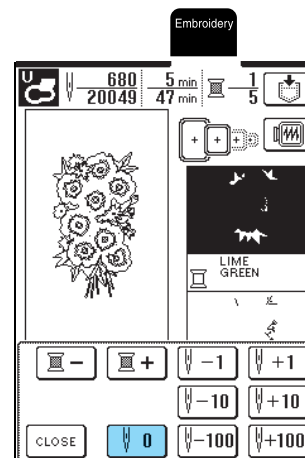 Embroidery
U
680
20049
5 min
47 min
1
5
LIME
GREEN
−
+
−1
+1
−10
+10
CLOSE
0
−100
+100